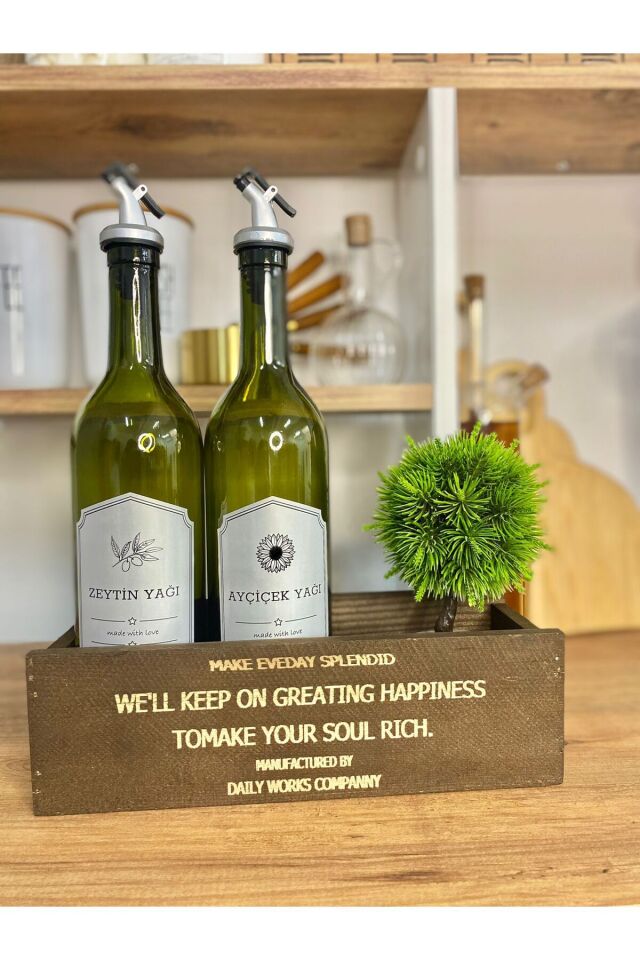 ZEYTİN YAĞI
made with love
AYÇİÇEK YAĞI
made with love
MAKE EVEDAY SPLENDID
WE'LL KEEP ON GREATING HAPPINESS
TOMAKE YOUR SOUL RICH.
MANUFACTURED BY
DAILY WORKS COMPANNY